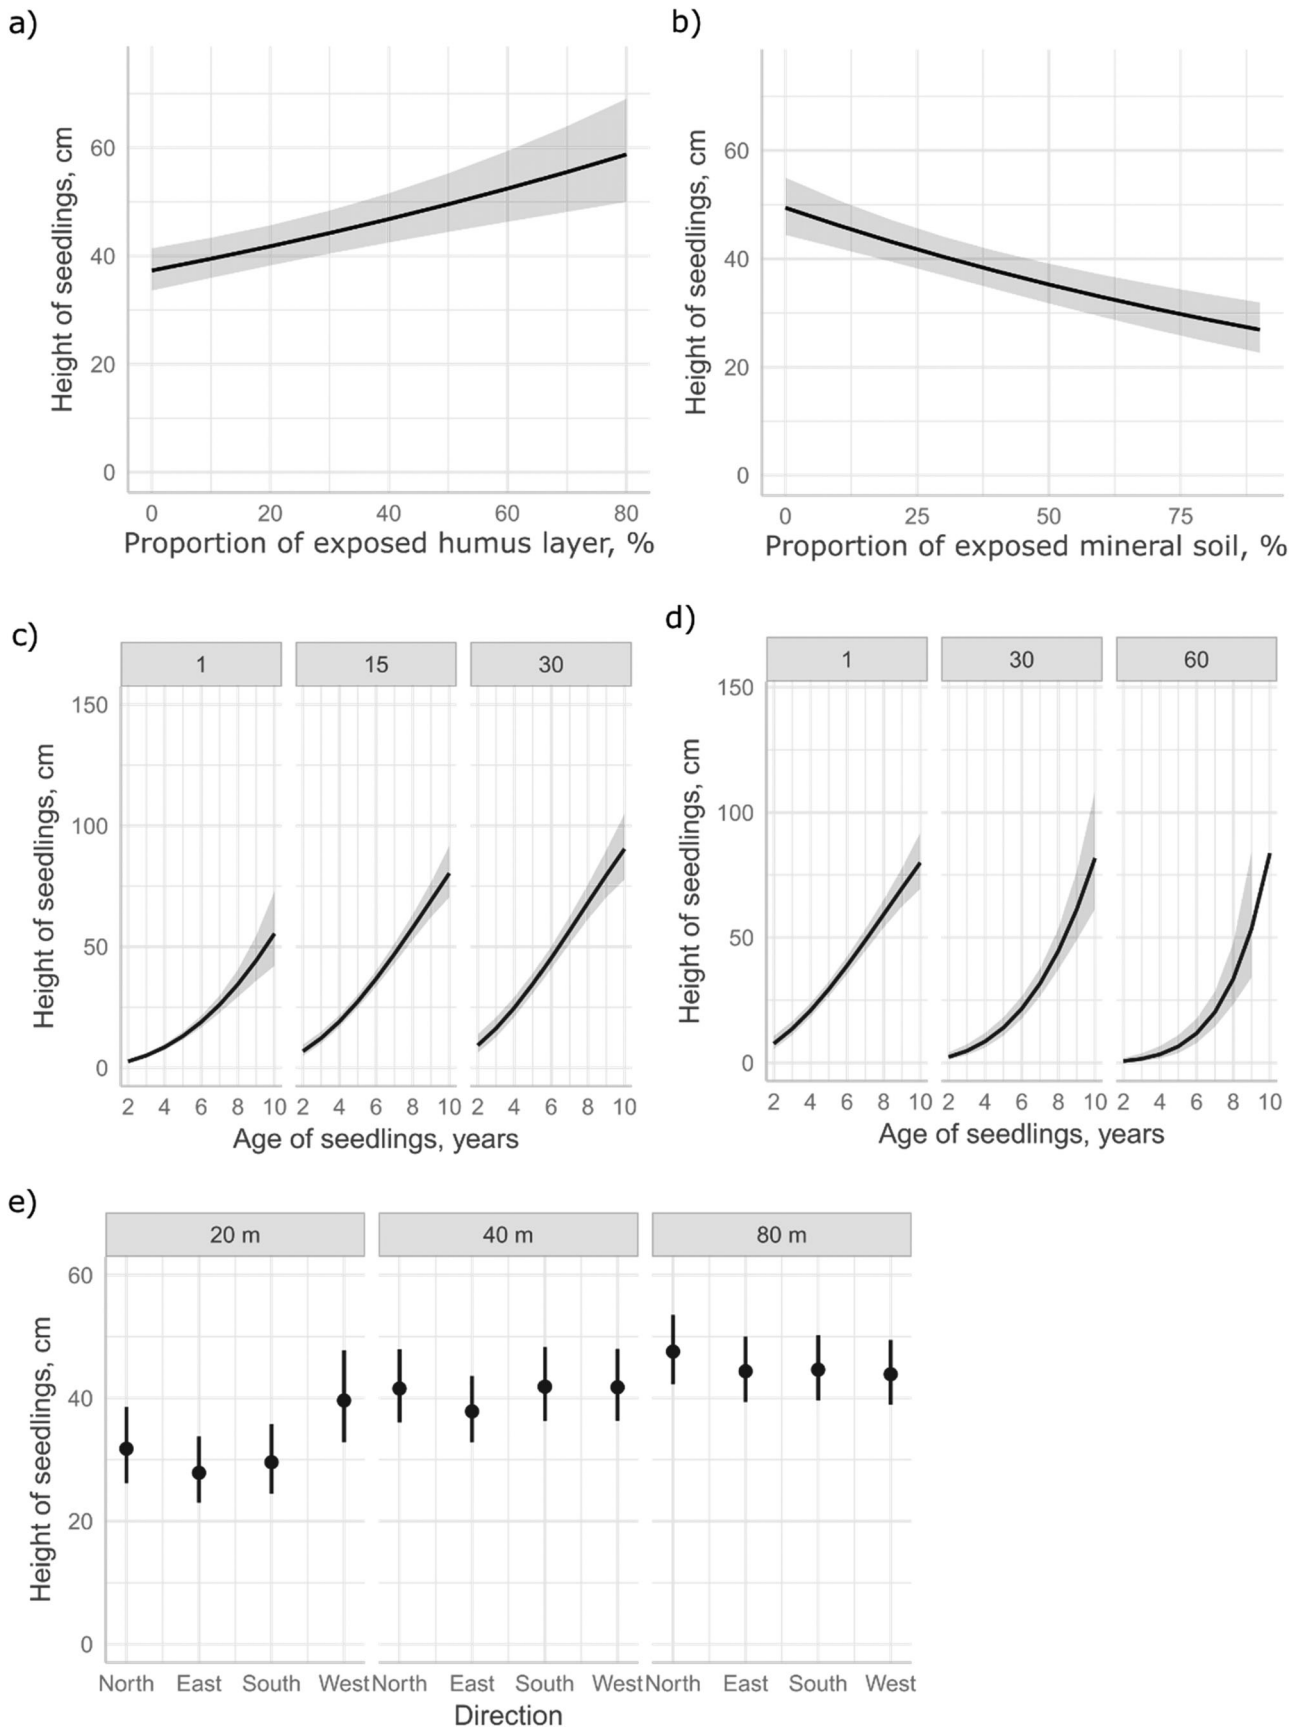 a)
Height of seedlings, cm
60
40
20
0
0 20 40 60 80
Proportion of exposed humus layer, %
b)
Height of seedlings, cm
60
40
20
0
0 25 50 75
Proportion of exposed mineral soil, %
c)
1 15 30
Height of seedlings, cm
150
100
50
0
2 4 6 8 10 2 4 6 8 10 2 4 6 8 10
Age of seedlings, years
d)
1 30 60
Height of seedlings, cm
150
100
50
0
2 4 6 8 10 2 4 6 8 10 2 4 6 8 10
Age of seedlings, years
e)
20 m 40 m 80 m
Height of seedlings, cm
60
40
20
0
North East South West North East South West North East South West
Direction